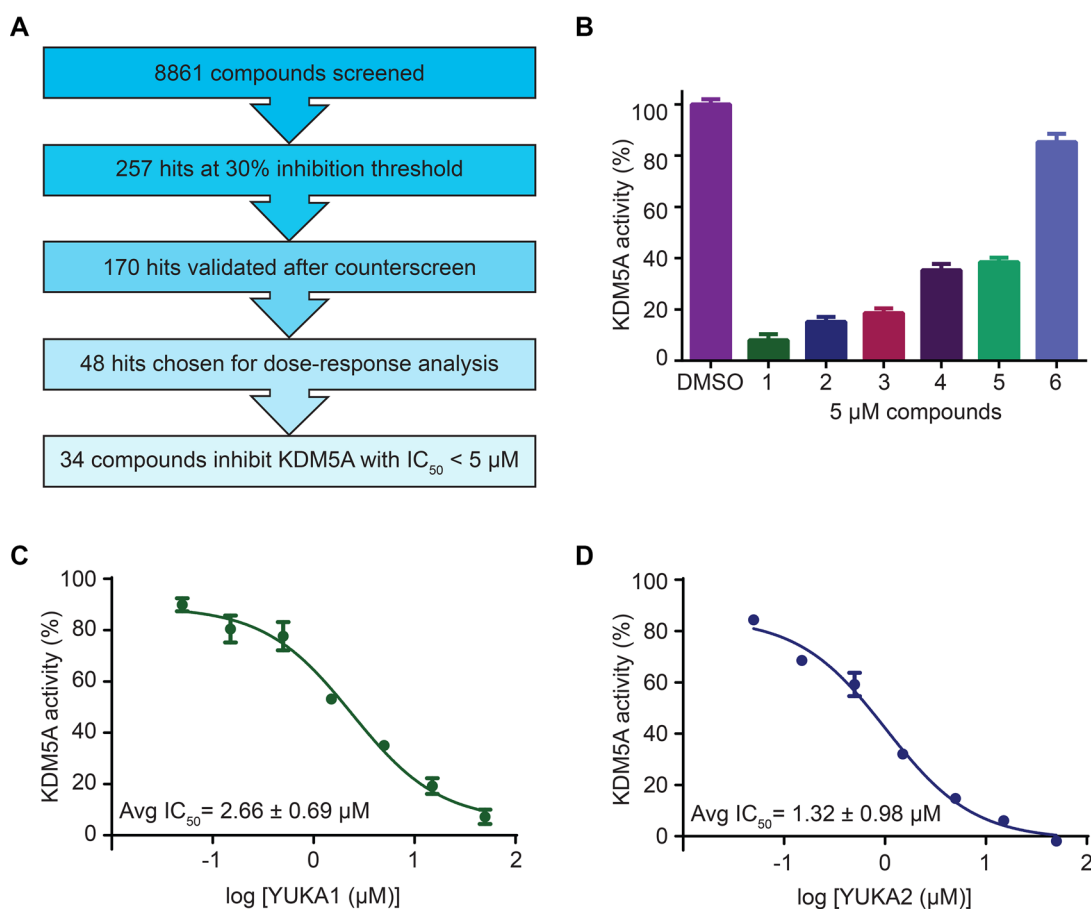 A
8861 compounds screened
257 hits at 30% inhibition threshold
170 hits validated after counterscreen
48 hits chosen for dose-response analysis
34 compounds inhibit KDM5A with IC50 < 5 µM
B
KDM5A activity (%)
100
80
60
40
20
0
DMSO 1 2 3 4 5 6
5 µM compounds
C
KDM5A activity (%)
100
80
60
40
20
0
Avg IC50= 2.66 ± 0.69 µM
-1 0 1 2
log [YUKA1 (µM)]
D
KDM5A activity (%)
100
80
60
40
20
0
Avg IC50= 1.32 ± 0.98 µM
-1 0 1 2
log [YUKA2 (µM)]